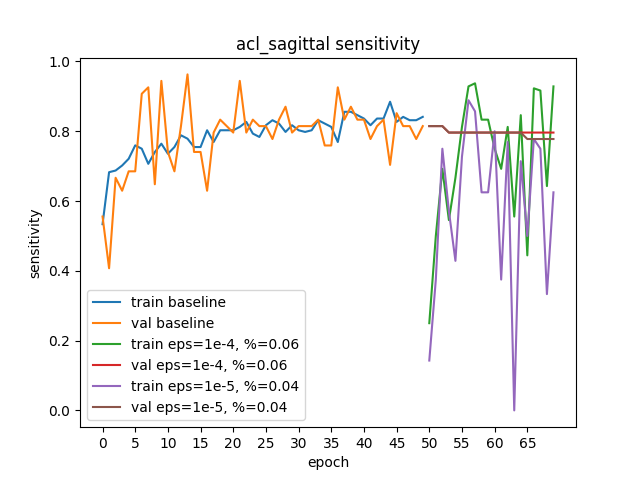 acl_sagittal sensitivity
1.0
0.8
0.6
0.4
0.2
0.0
sensitivity
train baseline
val baseline
train eps=1e-4, %=0.06
val eps=1e-4, %=0.06
train eps=1e-5, %=0.04
val eps=1e-5, %=0.04
0 5 10 15 20 25 30 35 40 45 50 55 60 65
epoch